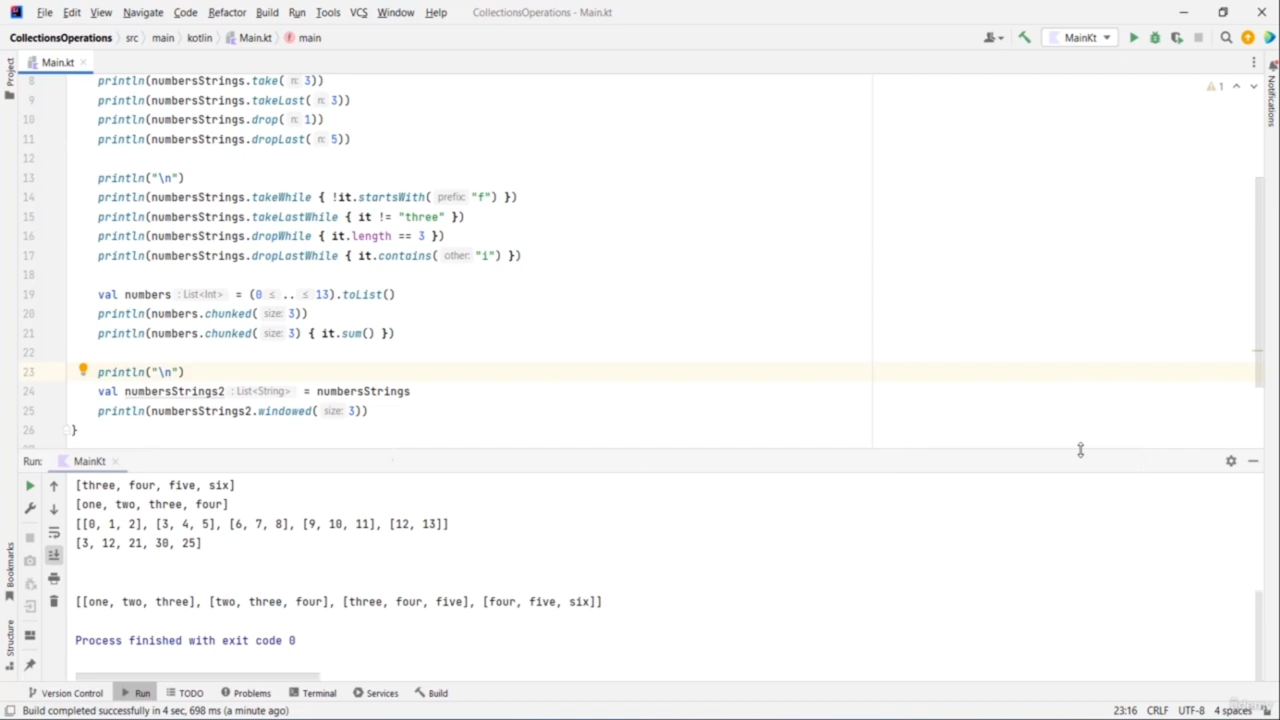 File Edit View Navigate Code Refactor Build Run Tools VCS Window Help CollectionsOperations - Main.kt
CollectionsOperations src main kotlin Main.kt main MainKt
Project
Main.kt
Notifications
8 println(numbersStrings.take( n: 3))
1
9 println(numbersStrings.takeLast( n: 3))
10 println(numbersStrings.drop( n: 1))
11 println(numbersStrings.dropLast( n: 5))
12
13 println("\n")
14 println(numbersStrings.takeWhile { !it.startsWith( prefix: "f") })
15 println(numbersStrings.takeLastWhile { it != "three" })
16 println(numbersStrings.dropWhile { it.length == 3 })
17 println(numbersStrings.dropLastWhile { it.contains( other: "i") })
18
19 val numbers : List<Int> = (0 ≤ .. ≤ 13).toList()
20 println(numbers.chunked( size: 3))
21 println(numbers.chunked( size: 3) { it.sum() })
22
23 println("\n")
24 val numbersStrings2 : List<String> = numbersStrings
25 println(numbersStrings2.windowed( size: 3))
26 }
Run: MainKt
[three, four, five, six]
[one, two, three, four]
[[0, 1, 2], [3, 4, 5], [6, 7, 8], [9, 10, 11], [12, 13]]
[3, 12, 21, 30, 25]
[[one, two, three], [two, three, four], [three, four, five], [four, five, six]]
Process finished with exit code 0
Bookmarks
Structure
Version Control Run TODO Problems Terminal Services Build
Build completed successfully in 4 sec, 698 ms (a minute ago) 23:16 CRLF UTF-8 4 spaces